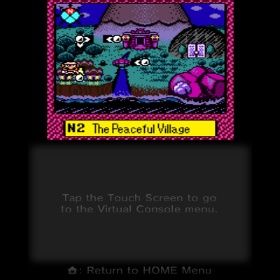 N2 The Peaceful Village
Tap the Touch Screen to go
to the Virtual Console menu.
: Return to HOME Menu